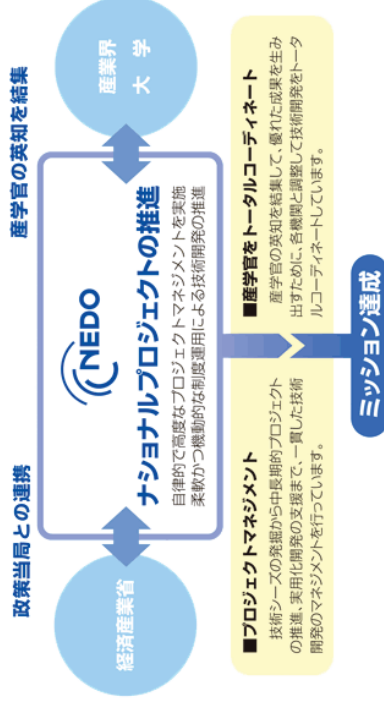 政策当局との連携
産学官の英知を結集
経済産業省
NEDO
ナショナルプロジェクトの推進
自律的で高度なプロジェクトマネジメントを実施
柔軟かつ機動的な制度運用による技術開発の推進
産業界
大 学
■プロジェクトマネジメント
技術シーズの発掘から中長期的プロジェクト
の推進、実用化開発の支援まで、一貫した技術
開発のマネジメントを行っています。
■産学官をトータルコーディネート
産学官の英知を結集して、優れた成果を生み
出すために、各機関と調整して技術開発をトータ
ルコーディネートしています。
ミッション達成